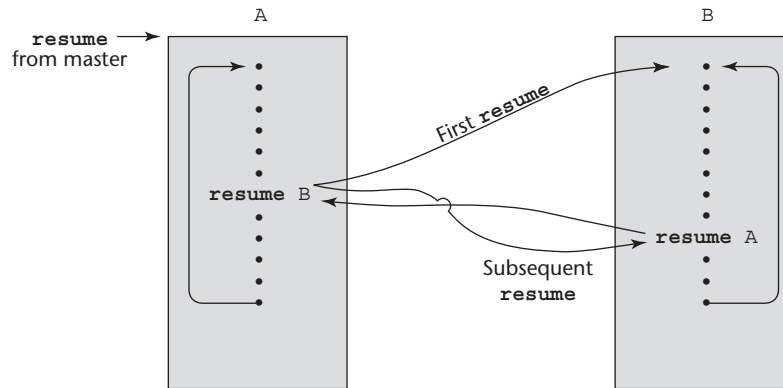 A
B
resume
from master
First resume
resume B
resume A
Subsequent
resume